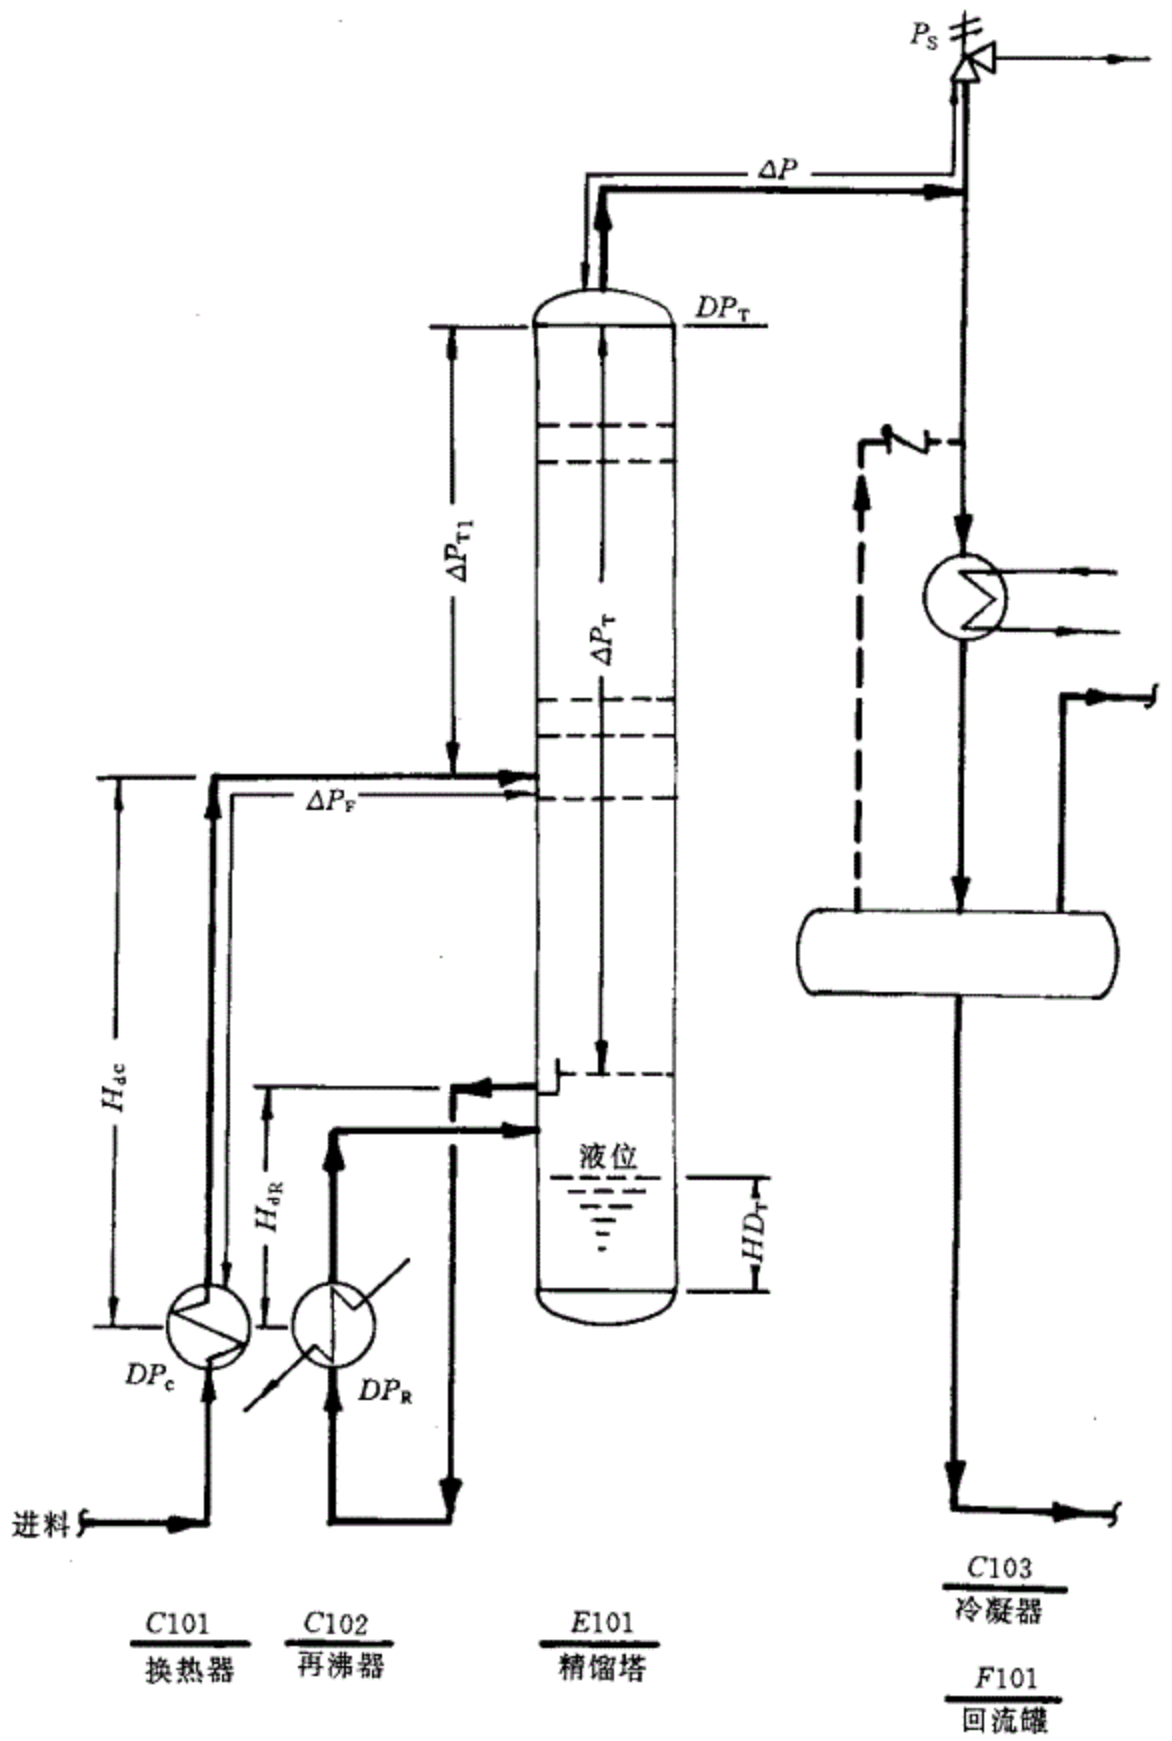 P_S
ΔP
DP_T
ΔP_T1
ΔP_T
ΔP_F
H_dc
H_dR
液位
HD_T
DP_c
DP_R
进料
C101
换热器
C102
再沸器
E101
精馏塔
C103
冷凝器
F101
回流罐